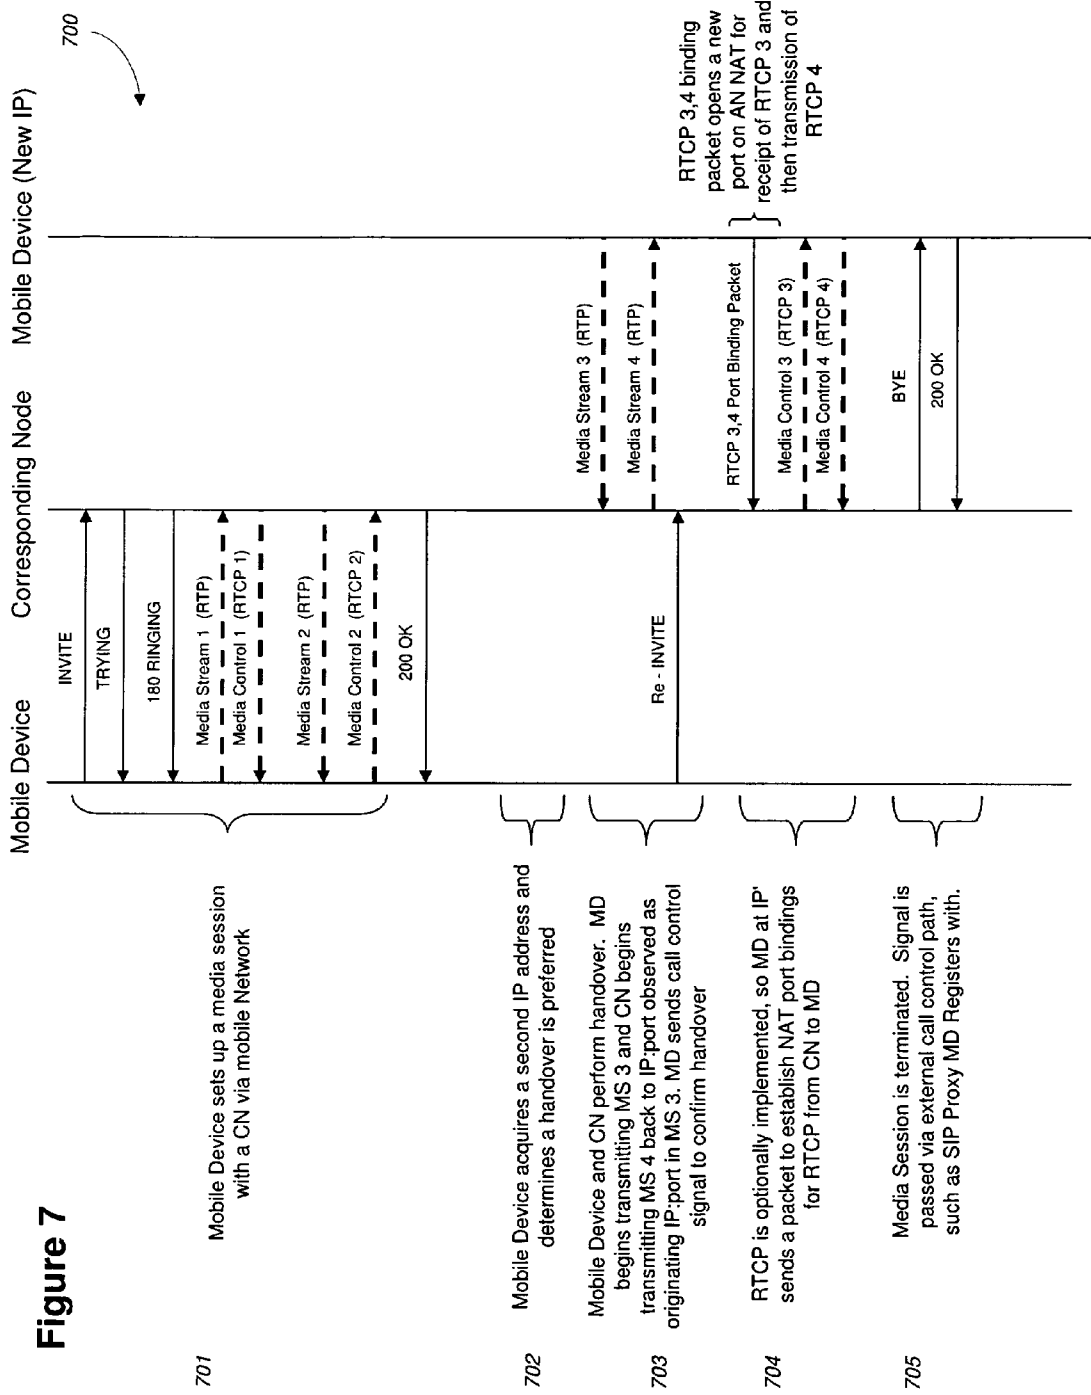 Figure 7
700
Mobile Device
Corresponding Node
Mobile Device (New IP)
701
Mobile Device sets up a media session
with a CN via mobile Network
INVITE
TRYING
180 RINGING
Media Stream 1 (RTP)
Media Control 1 (RTCP 1)
Media Stream 2 (RTP)
Media Control 2 (RTCP 2)
200 OK
702
Mobile Device acquires a second IP address and
determines a handover is preferred
703
Mobile Device and CN perform handover. MD
begins transmitting MS 3 and CN begins
transmitting MS 4 back to IP:port observed as
originating IP:port in MS 3. MD sends call control
signal to confirm handover
Media Stream 3 (RTP)
Media Stream 4 (RTP)
Re - INVITE
704
RTCP is optionally implemented, so MD at IP'
sends a packet to establish NAT port bindings
for RTCP from CN to MD
RTCP 3,4 Port Binding Packet
Media Control 3 (RTCP 3)
Media Control 4 (RTCP 4)
RTCP 3,4 binding
packet opens a new
port on AN NAT for
receipt of RTCP 3 and
then transmission of
RTCP 4
705
Media Session is terminated. Signal is
passed via external call control path,
such as SIP Proxy MD Registers with.
BYE
200 OK